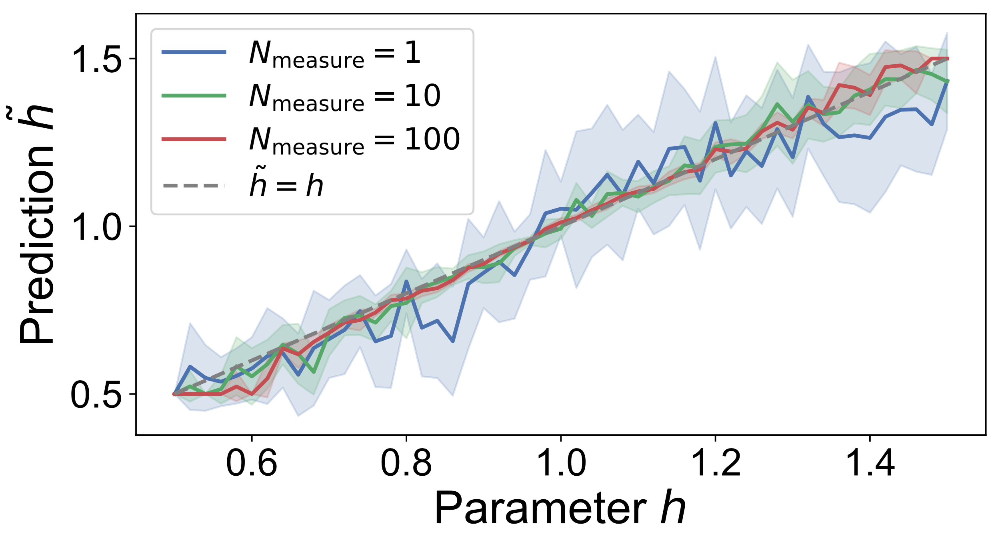 Prediction h̃
1.5
1.0
0.5
N_measure = 1
N_measure = 10
N_measure = 100
h̃ = h
0.6 0.8 1.0 1.2 1.4
Parameter h